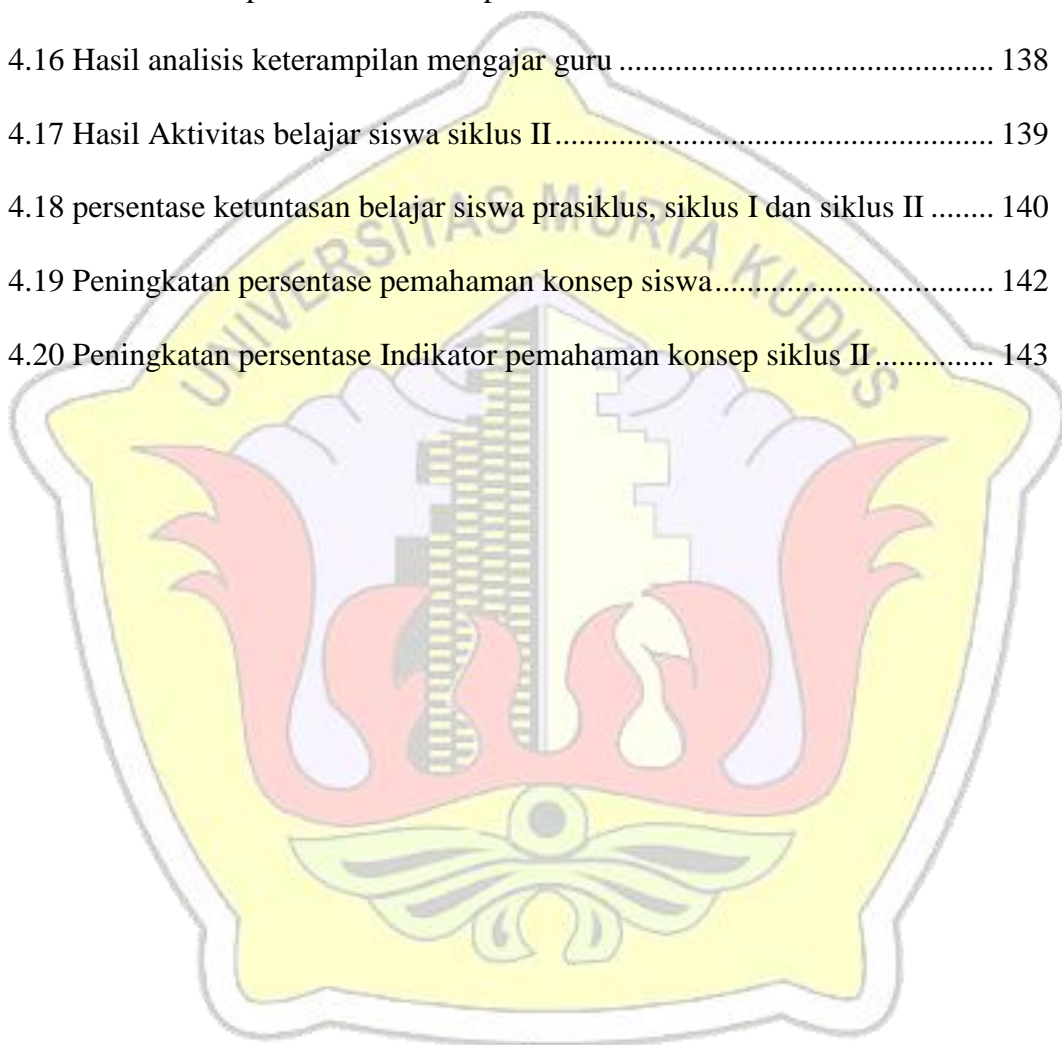 4.16 Hasil analisis keterampilan mengajar guru ............................................... 138
4.17 Hasil Aktivitas belajar siswa siklus II ....................................................... 139
4.18 persentase ketuntasan belajar siswa prasiklus, siklus I dan siklus II ........ 140
4.19 Peningkatan persentase pemahaman konsep siswa ................................... 142
4.20 Peningkatan persentase Indikator pemahaman konsep siklus II ............... 143
UNIVERSITAS MURIA KUDUS